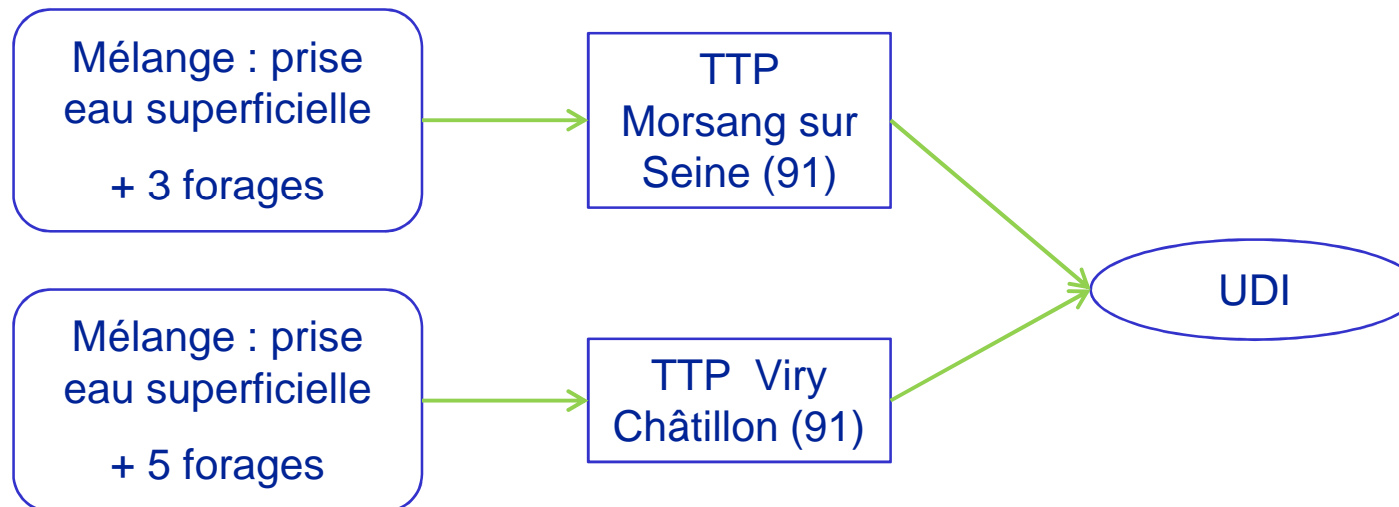 Mélange : prise
eau superficielle
+ 3 forages
TTP
Morsang sur
Seine (91)
UDI
Mélange : prise
eau superficielle
+ 5 forages
TTP Viry
Châtillon (91)